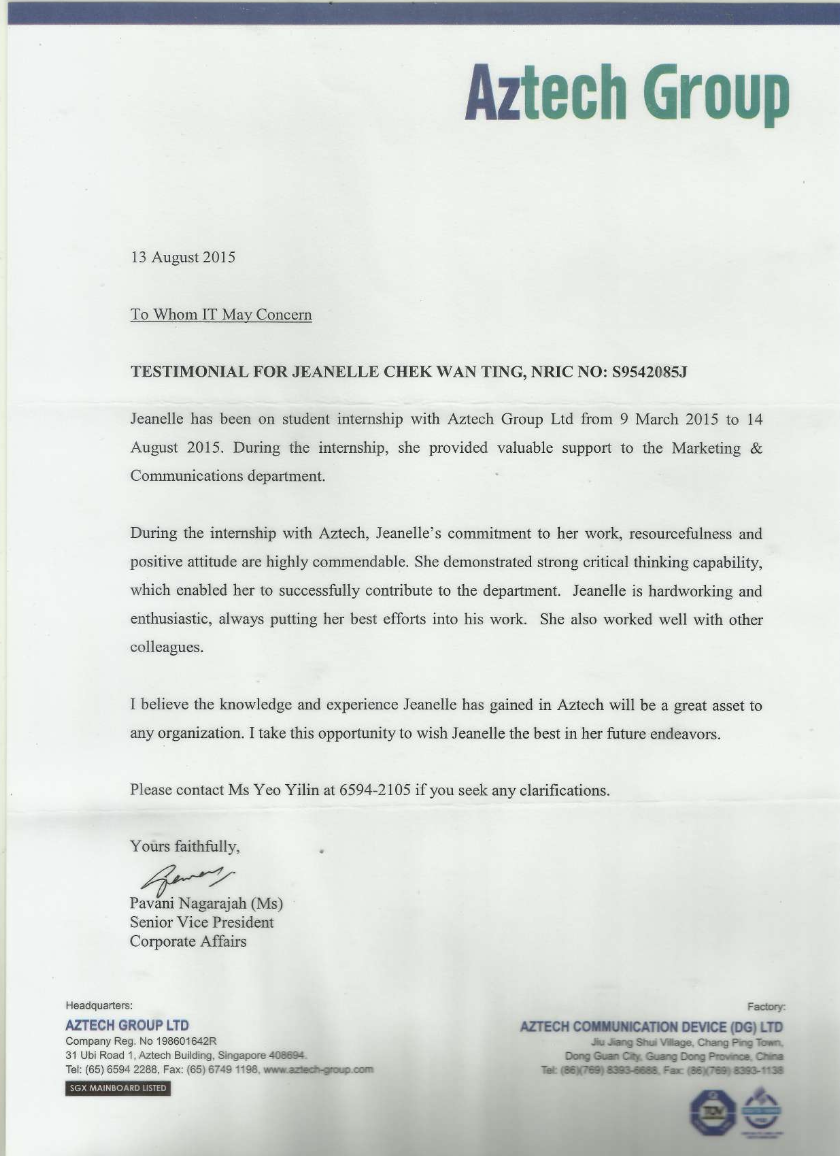 Aztech Group
13 August 2015
To Whom IT May Concern
TESTIMONIAL FOR JEANELLE CHEK WAN TING, NRIC NO: S9542085J
Jeanelle has been on student internship with Aztech Group Ltd from 9 March 2015 to 14
August 2015. During the internship, she provided valuable support to the Marketing &
Communications department.
During the internship with Aztech, Jeanelle's commitment to her work, resourcefulness and
positive attitude are highly commendable. She demonstrated strong critical thinking capability,
which enabled her to successfully contribute to the department. Jeanelle is hardworking and
enthusiastic, always putting her best efforts into his work. She also worked well with other
colleagues.
I believe the knowledge and experience Jeanelle has gained in Aztech will be a great asset to
any organization. I take this opportunity to wish Jeanelle the best in her future endeavors.
Please contact Ms Yeo Yilin at 6594-2105 if you seek any clarifications.
Yours faithfully,
Pavani Nagarajah (Ms)
Senior Vice President
Corporate Affairs
Headquarters:
AZTECH GROUP LTD
Company Reg. No 198601642R
31 Ubi Road 1, Aztech Building, Singapore 408694.
Tel: (65) 6594 2288, Fax: (65) 6749 1198, www.aztech-group.com
SGX MAINBOARD LISTED
Factory:
AZTECH COMMUNICATION DEVICE (DG) LTD
Jiu Jiang Shui Village, Chang Ping Town,
Dong Guan City, Guang Dong Province, China
Tel: (86)(769) 8393-6688, Fax: (86)(769) 8393-1138
TÜV